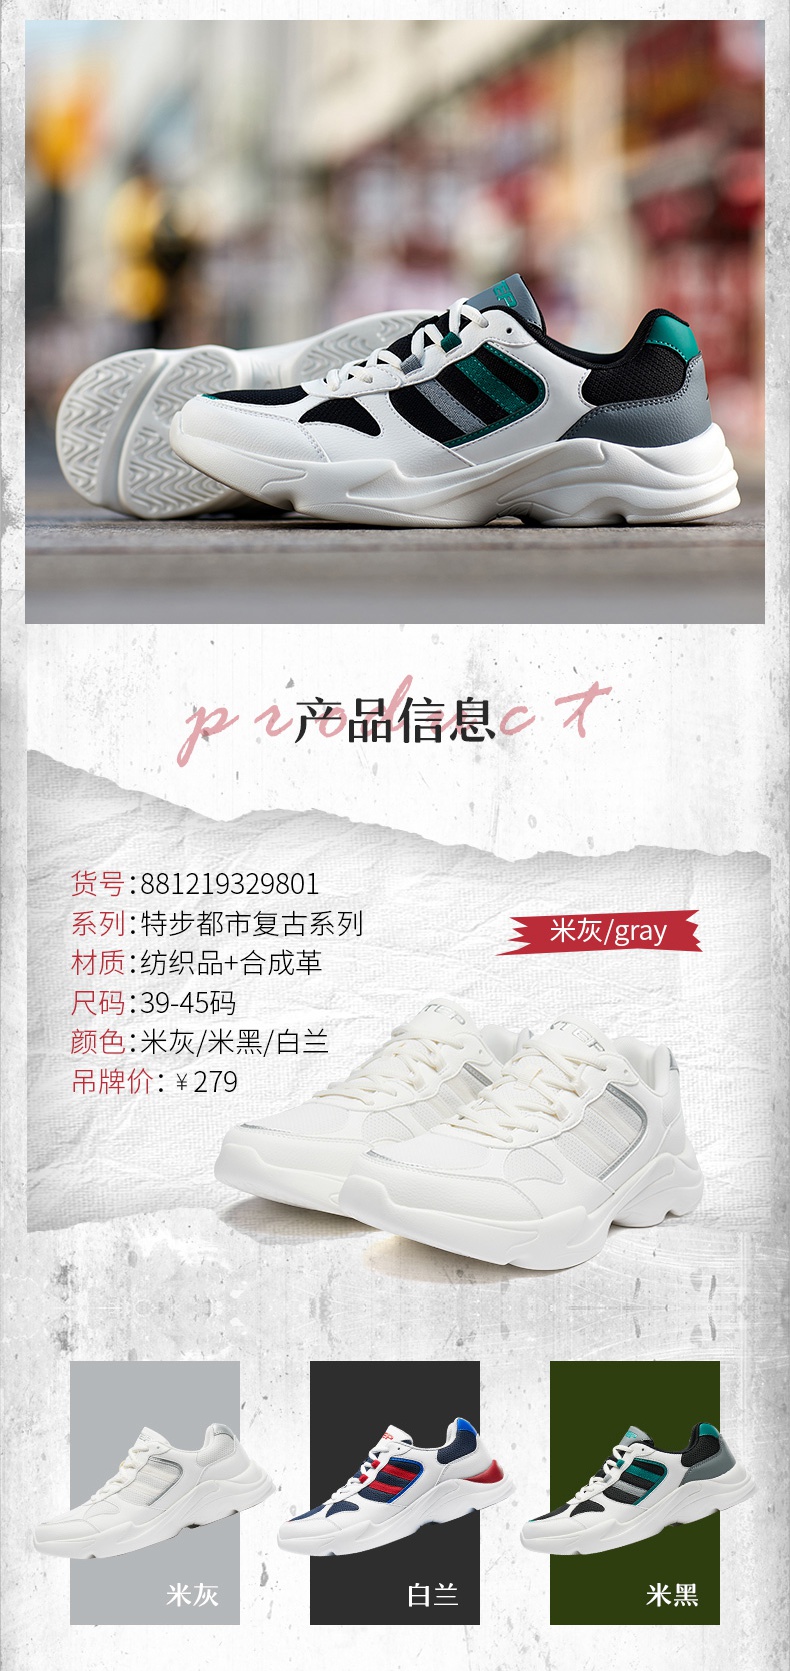 product
产品信息
货号:881219329801
系列:特步都市复古系列
材质:纺织品+合成革
尺码:39-45码
颜色:米灰/米黑/白兰
吊牌价:￥279
米灰/gray
米灰
白兰
米黑